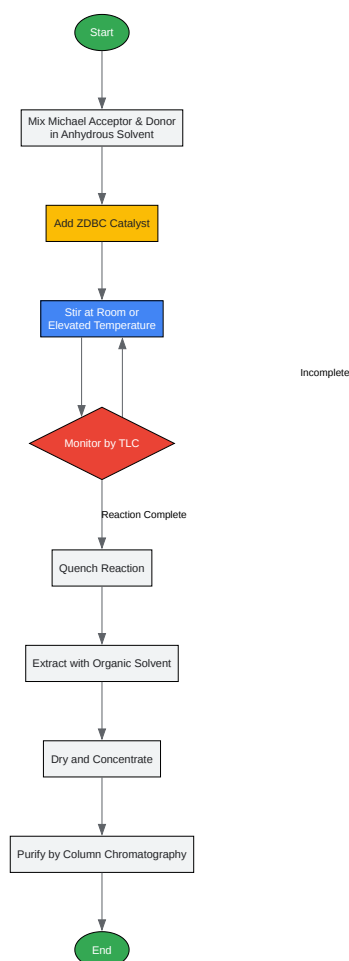 Start
Mix Michael Acceptor & Donor
in Anhydrous Solvent
Add ZDBC Catalyst
Stir at Room or
Elevated Temperature
Incomplete
Monitor by TLC
Reaction Complete
Quench Reaction
Extract with Organic Solvent
Dry and Concentrate
Purify by Column Chromatography
End